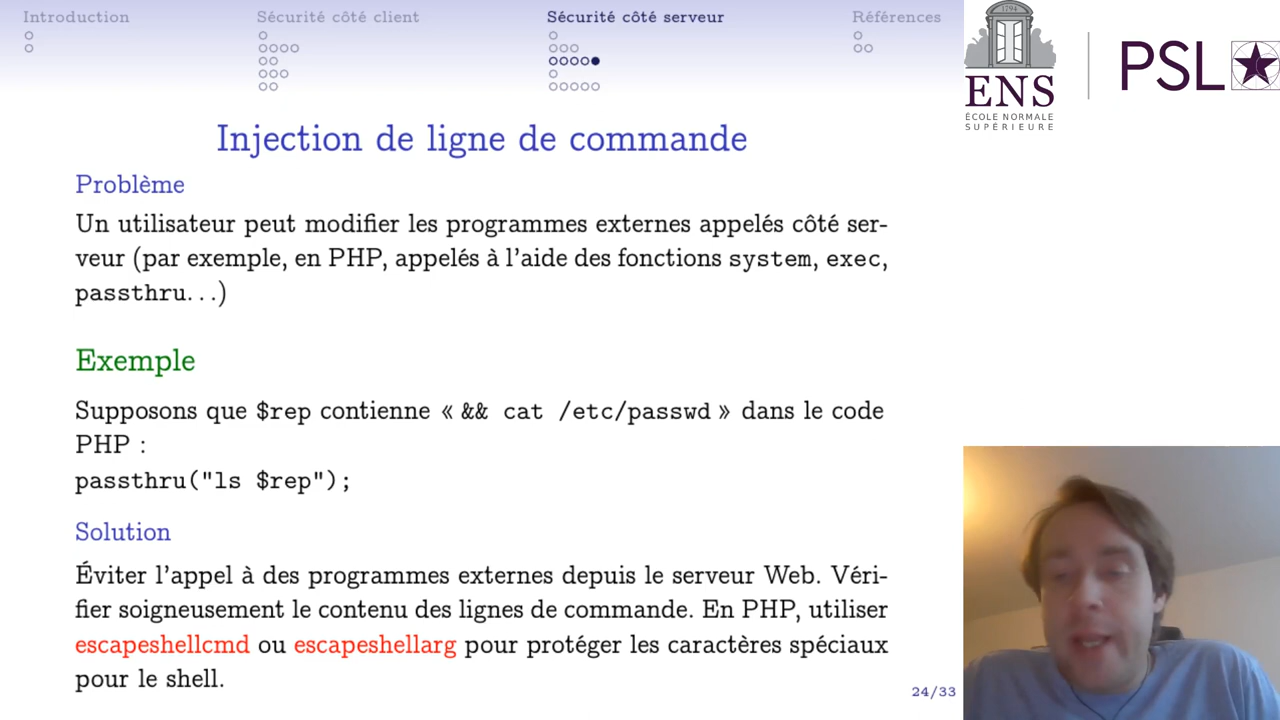 Introduction
Sécurité côté client
Sécurité côté serveur
Références
1794
ENS
ÉCOLE NORMALE
SUPÉRIEURE
PSL
Injection de ligne de commande
Problème
Un utilisateur peut modifier les programmes externes appelés côté ser-
veur (par exemple, en PHP, appelés à l'aide des fonctions system, exec,
passthru...)
Exemple
Supposons que $rep contienne « && cat /etc/passwd » dans le code
PHP :
passthru("ls $rep");
Solution
Éviter l'appel à des programmes externes depuis le serveur Web. Véri-
fier soigneusement le contenu des lignes de commande. En PHP, utiliser
escapeshellcmd ou escapeshellarg pour protéger les caractères spéciaux
pour le shell.
24/33